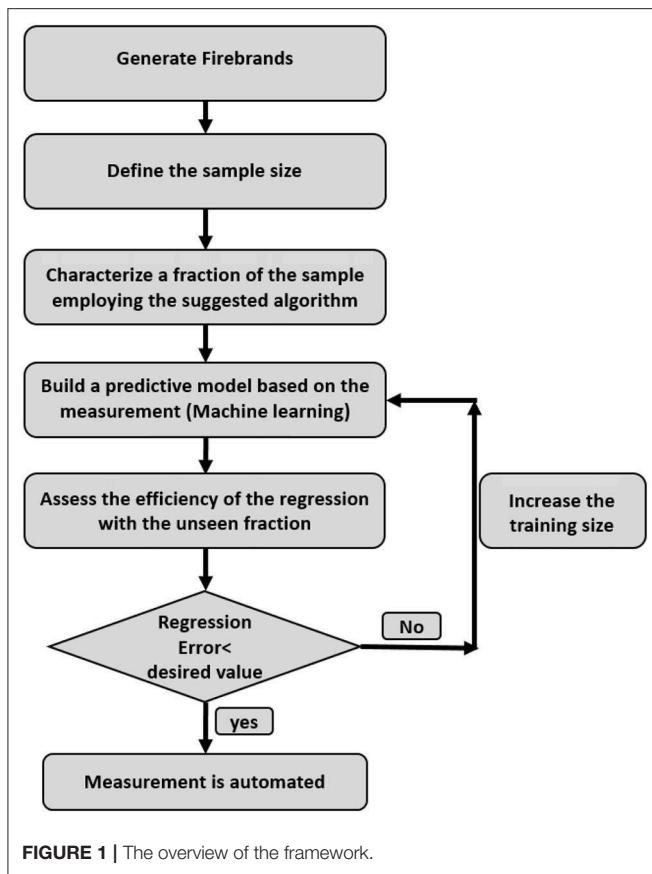 Generate Firebrands
Define the sample size
Characterize a fraction of the sample
employing the suggested algorithm
Build a predictive model based on the
measurement (Machine learning)
Assess the efficiency of the regression
with the unseen fraction
Increase the
training size
Regression
Error<
desired value
No
yes
Measurement is automated
FIGURE 1 | The overview of the framework.